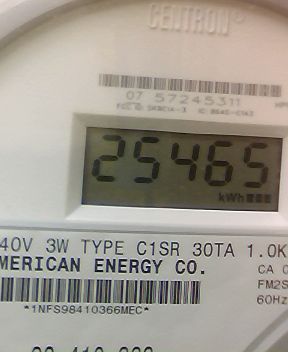 CENTRON®
07 57245311
25465
kWh
40V 3W TYPE C1SR 30TA 1.0K
MERICAN ENERGY CO.
CA 0
FM2S
60Hz
*1NFS98410366MEC*